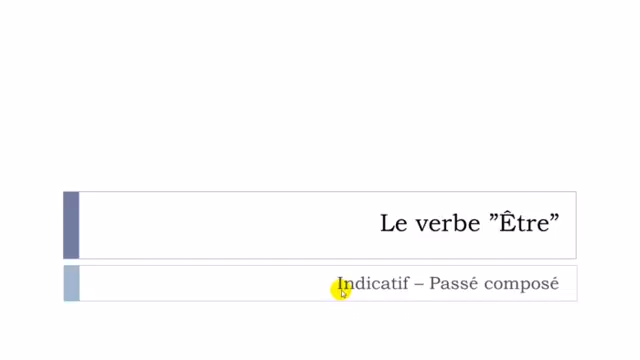 Le verbe ”Être”
Indicatif – Passé composé